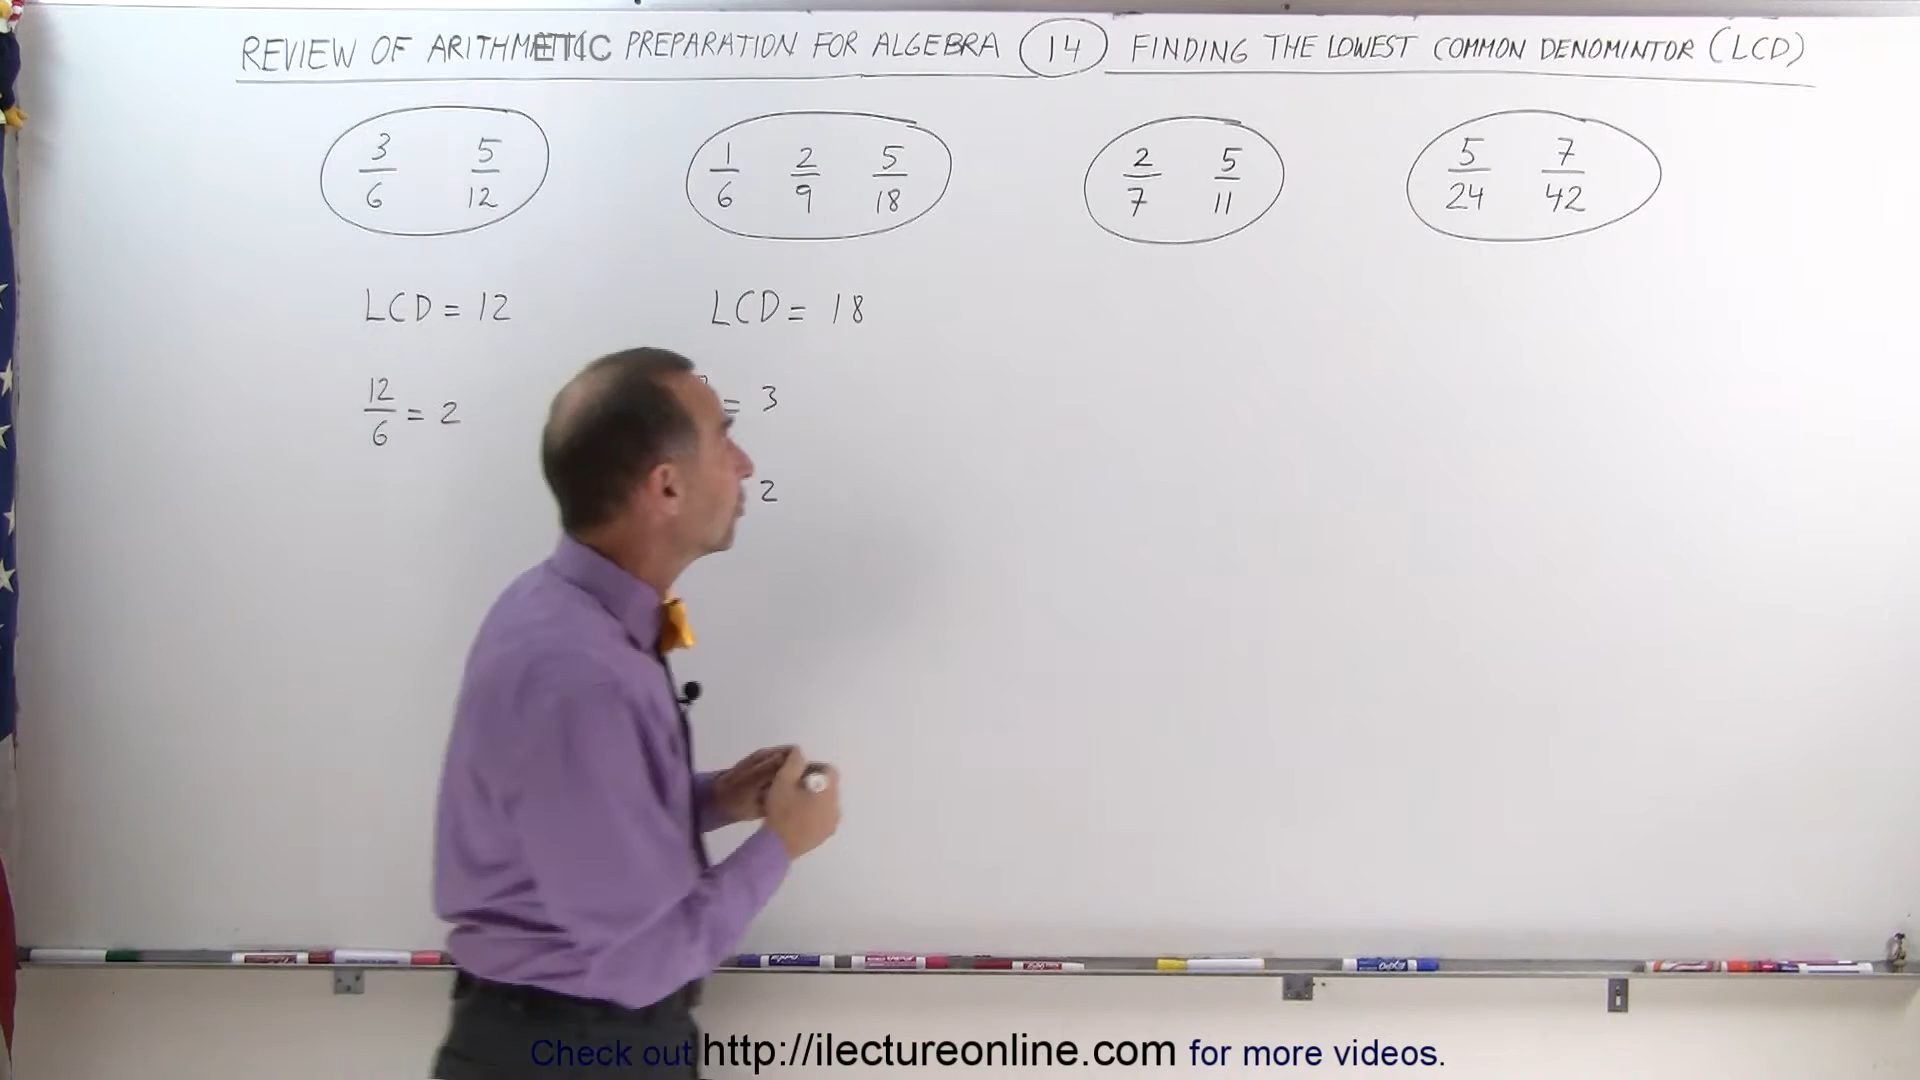 REVIEW OF ARITHMETIC PREPARATION FOR ALGEBRA 14 FINDING THE LOWEST COMMON DENOMINTOR (LCD)
3/6 5/12
1/6 2/9 5/18
2/7 5/11
5/24 7/42
LCD = 12
12/6 = 2
LCD = 18
= 3
2
Check out http://ilectureonline.com for more videos.